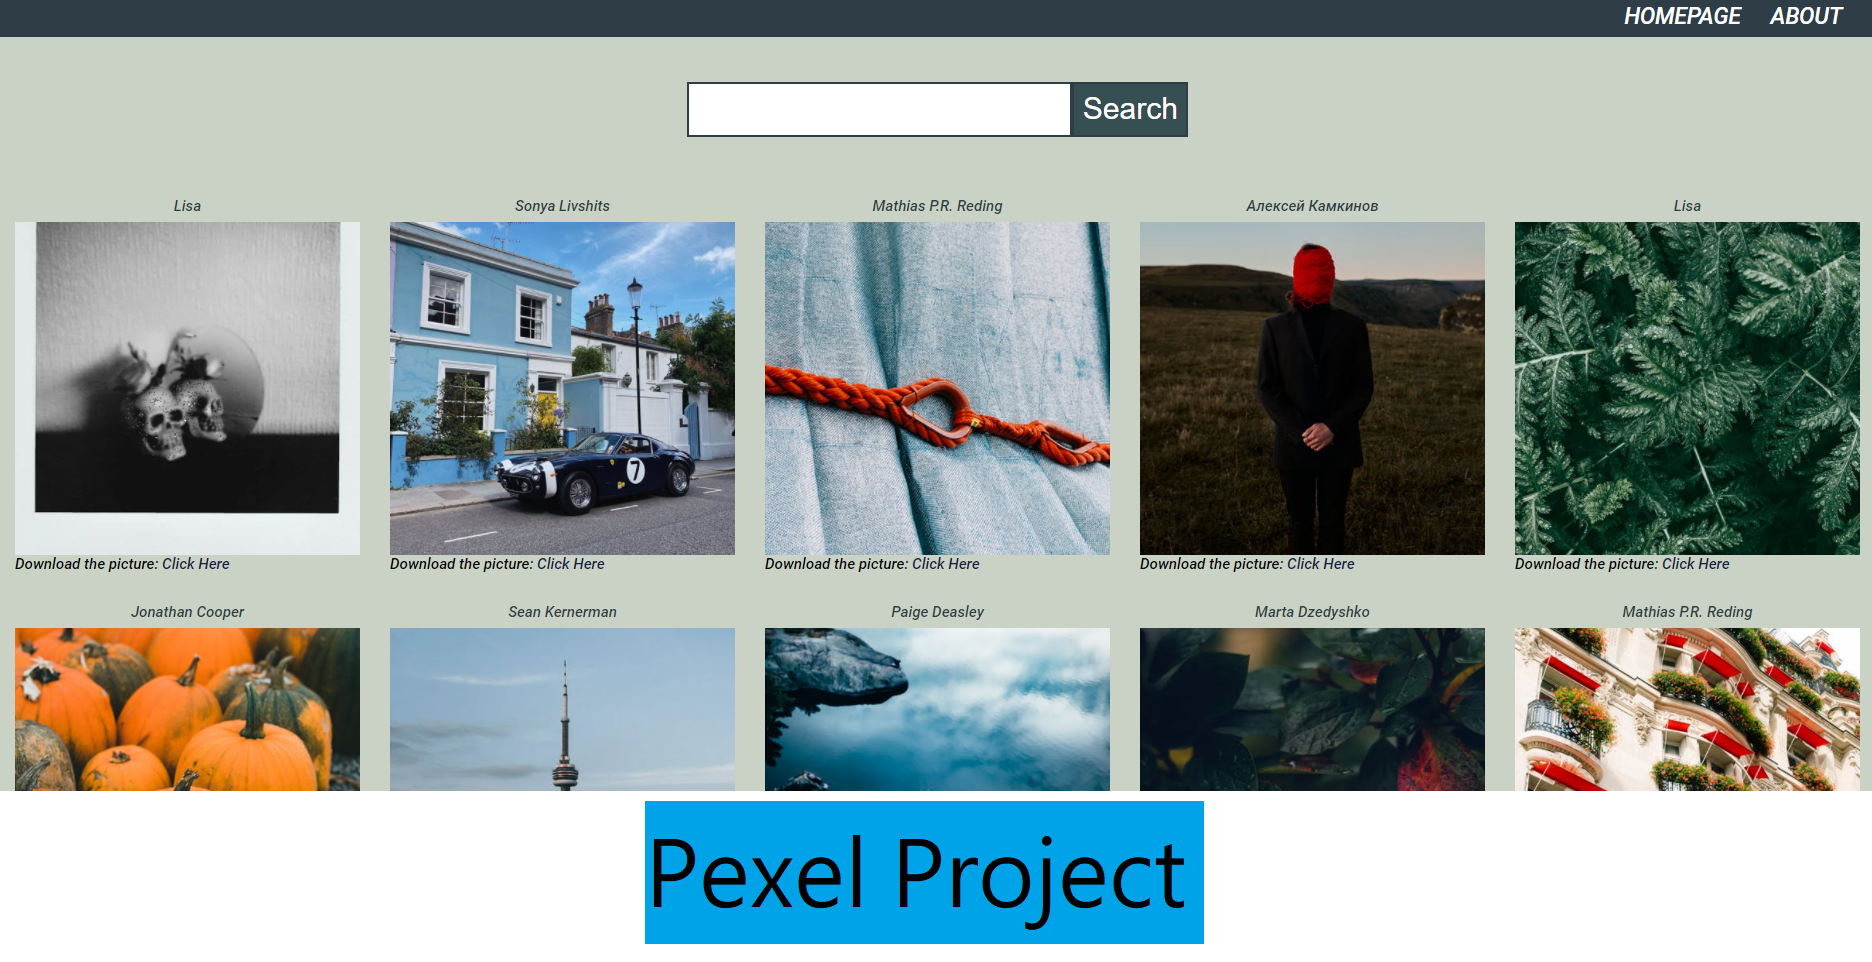 HOMEPAGE ABOUT
Search
Lisa
Sonya Livshits
Mathias P.R. Reding
Алексей Камкинов
Lisa
7
Download the picture: Click Here
Download the picture: Click Here
Download the picture: Click Here
Download the picture: Click Here
Download the picture: Click Here
Jonathan Cooper
Sean Kernerman
Paige Deasley
Marta Dzedyshko
Mathias P.R. Reding
Pexel Project